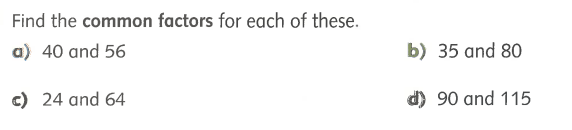 Find the common factors for each of these.
a) 40 and 56
b) 35 and 80
c) 24 and 64
d) 90 and 115